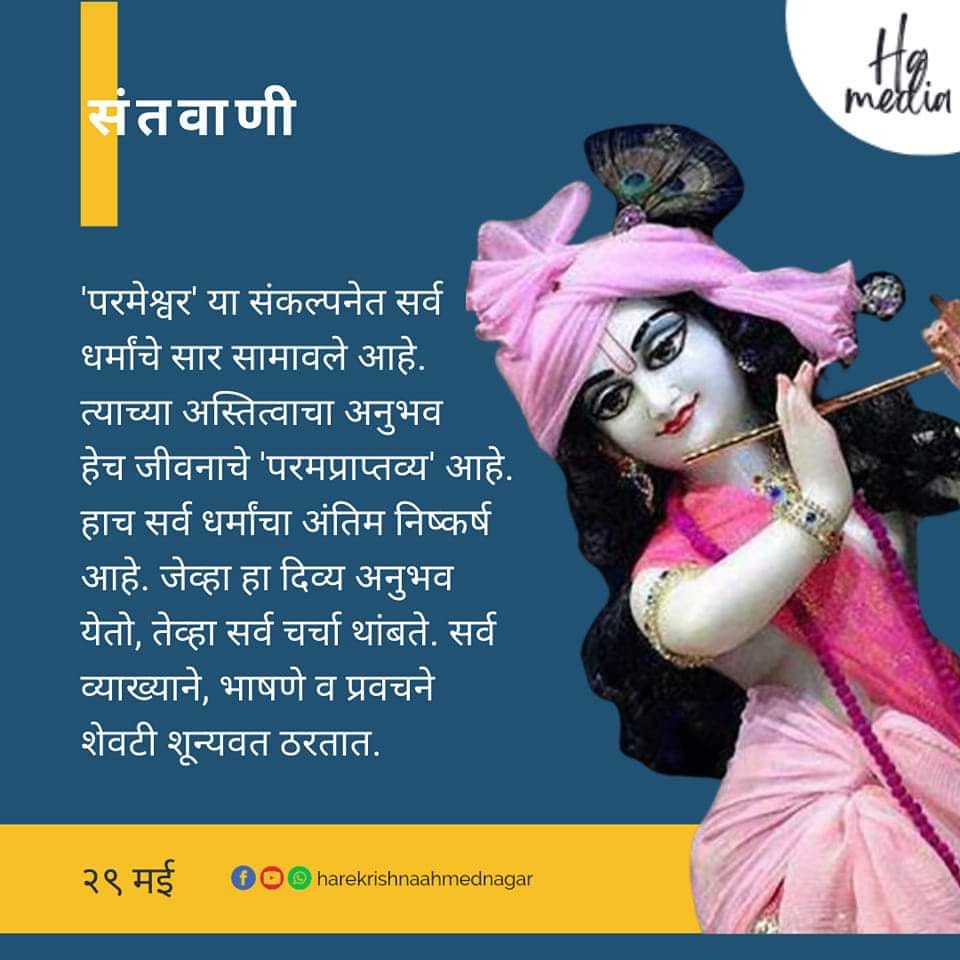 Hg
media
संतवाणी
'परमेश्वर' या संकल्पनेत सर्व
धर्मांचे सार सामावले आहे.
त्याच्या अस्तित्वाचा अनुभव
हेच जीवनाचे 'परमप्राप्तव्य' आहे.
हाच सर्व धर्मांचा अंतिम निष्कर्ष
आहे. जेव्हा हा दिव्य अनुभव
येतो, तेव्हा सर्व चर्चा थांबते. सर्व
व्याख्याने, भाषणे व प्रवचने
शेवटी शून्यवत ठरतात.
२९ मई
harekrishnaahmednagar